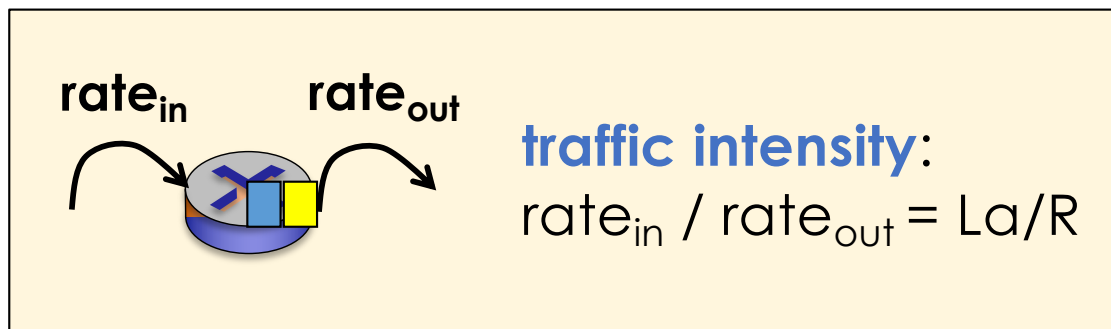 ratein
rateout
traffic intensity:
ratein / rateout = La/R